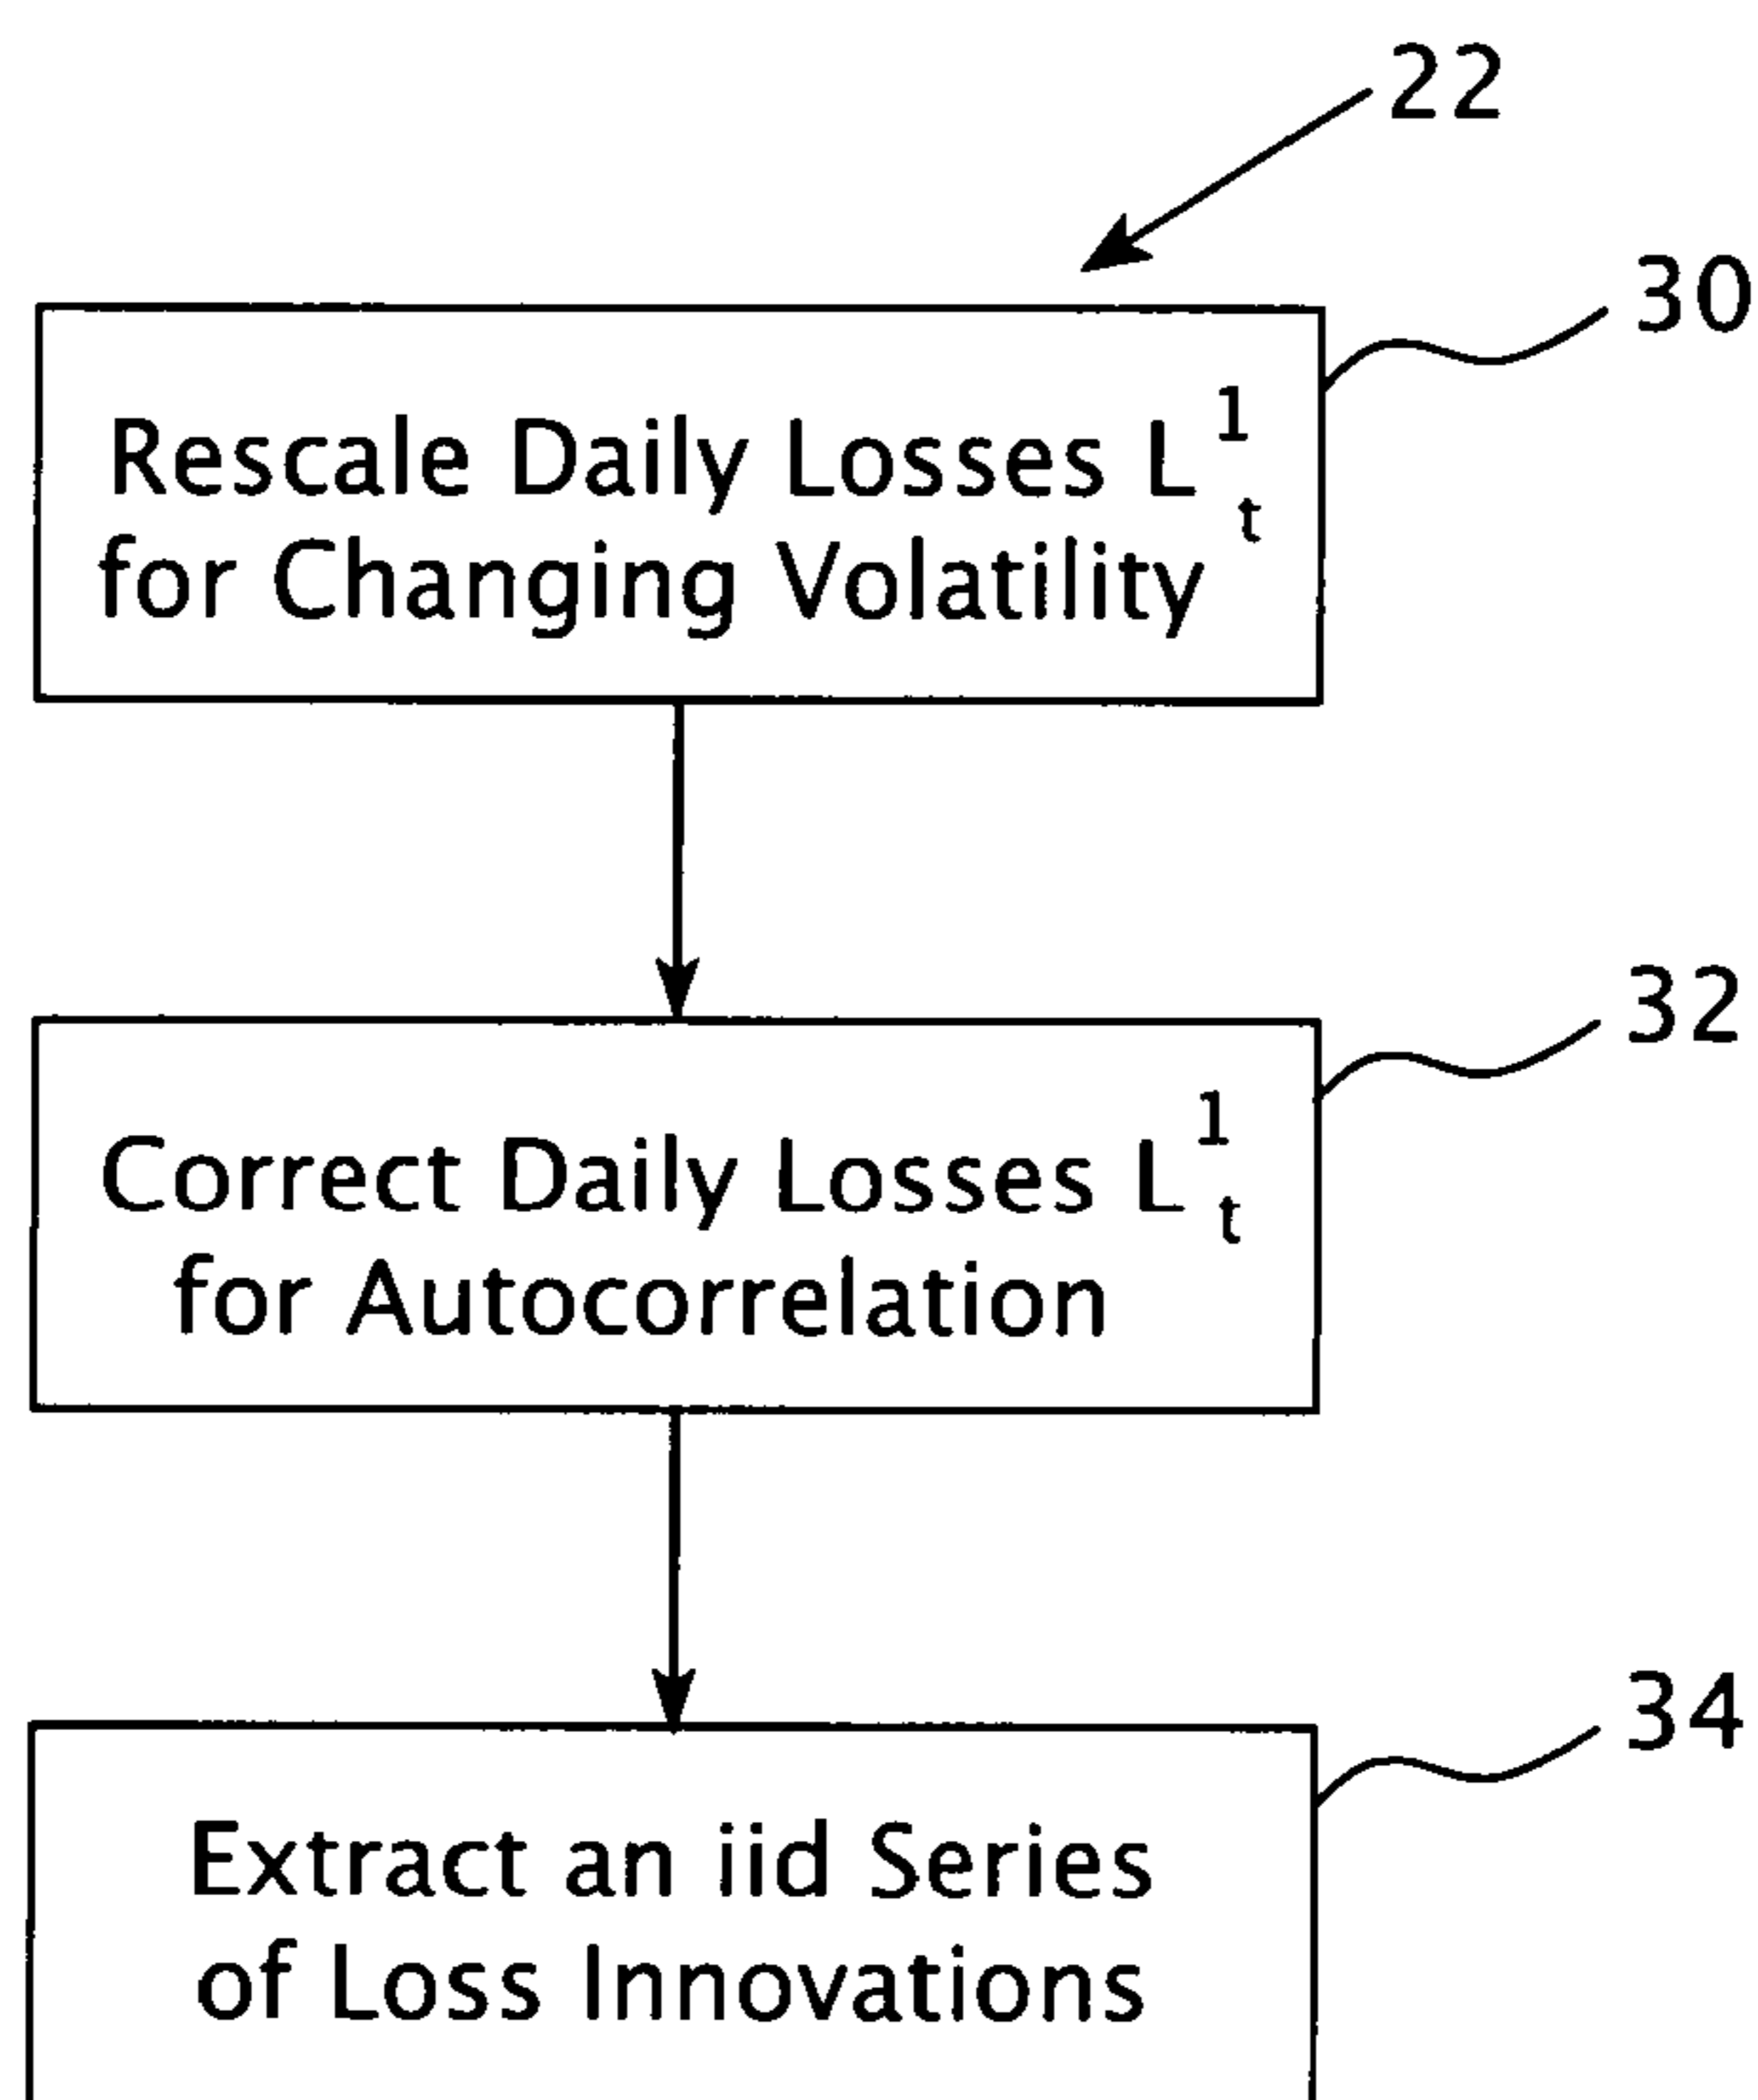 22
30
Rescale Daily Losses L¹ₜ
for Changing Volatility
32
Correct Daily Losses L¹ₜ
for Autocorrelation
34
Extract an iid Series
of Loss Innovations